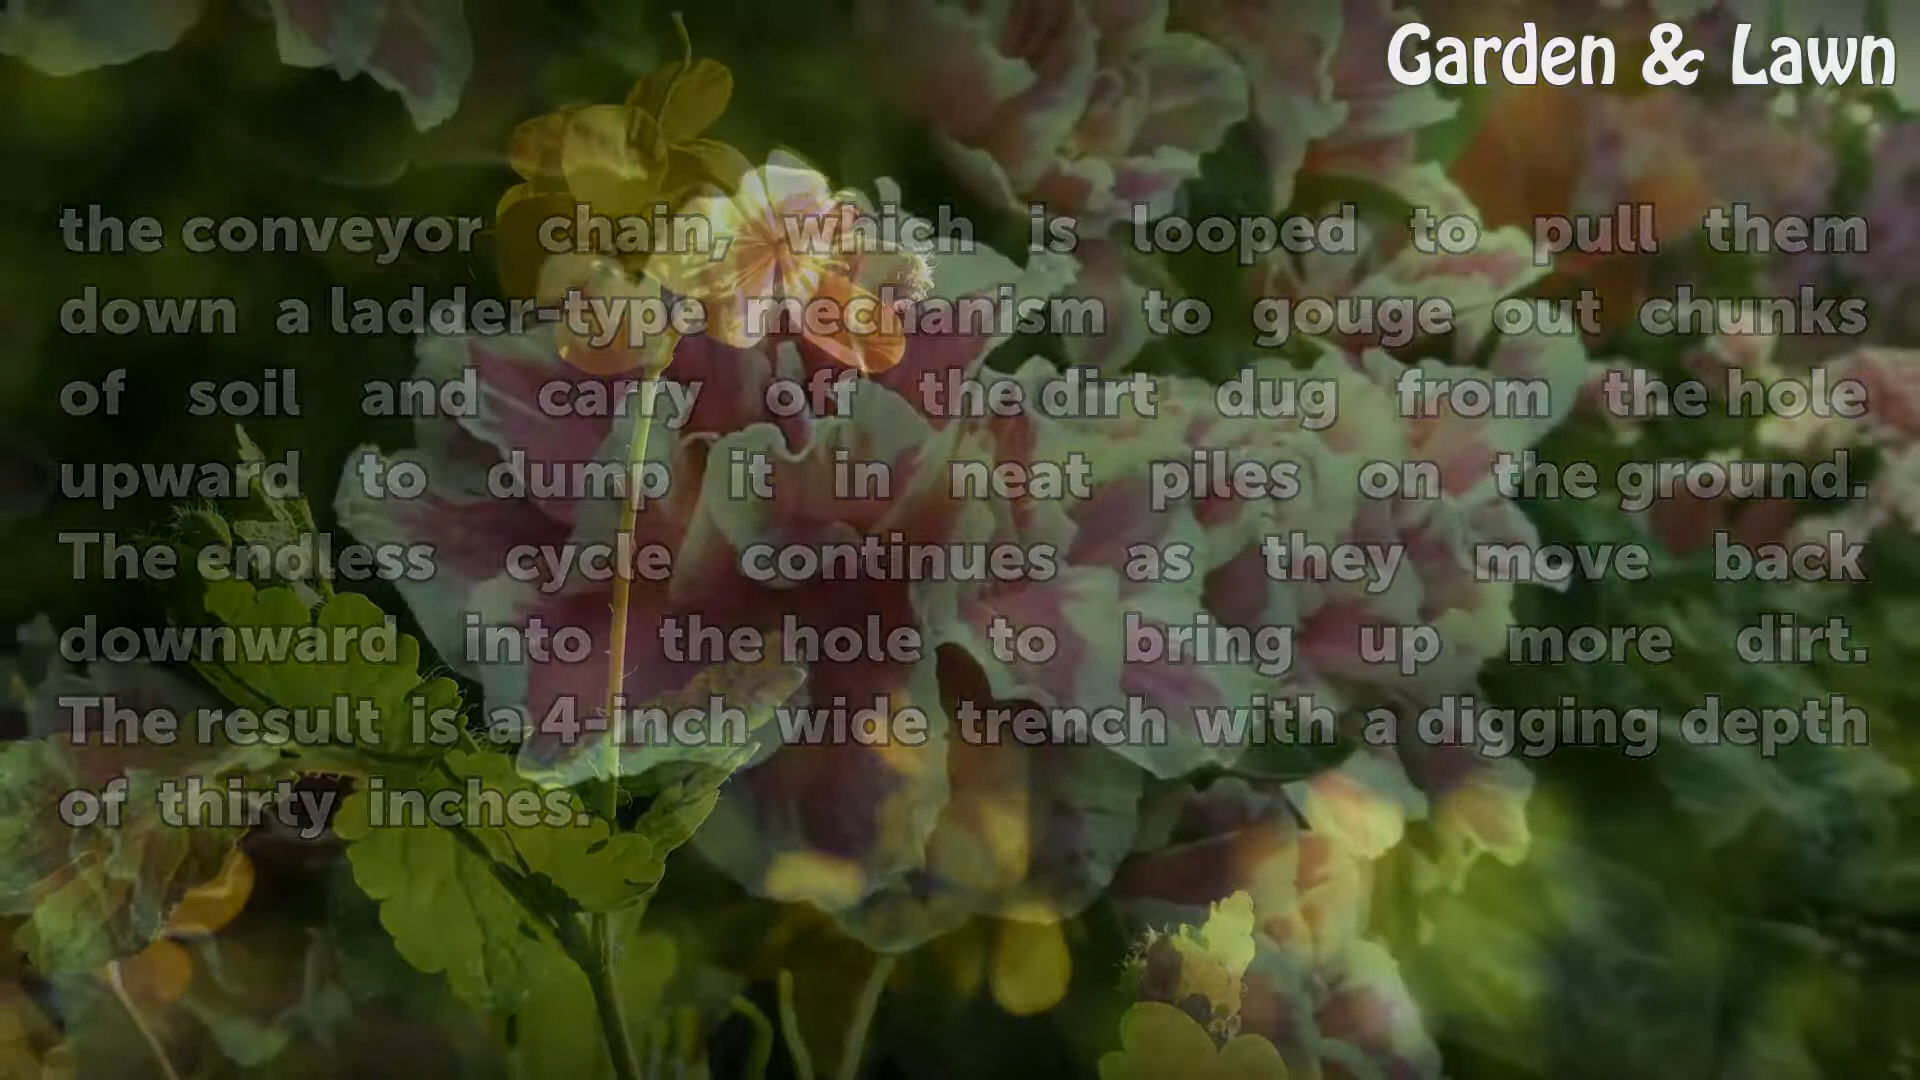 Garden & Lawn
the conveyor chain, which is looped to pull them
down a ladder-type mechanism to gouge out chunks
of soil and carry off the dirt dug from the hole
upward to dump it in neat piles on the ground.
The endless cycle continues as they move back
downward into the hole to bring up more dirt.
The result is a 4-inch wide trench with a digging depth
of thirty inches.